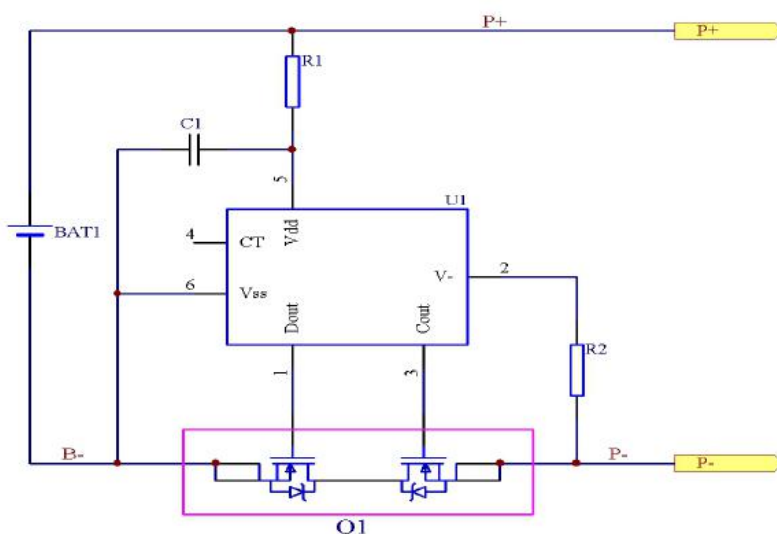 P+
P+
R1
C1
5
U1
BAT1
4
CT
Vdd
V-
2
6
Vss
Dout
Cout
R2
1
3
B-
P-
P-
Q1